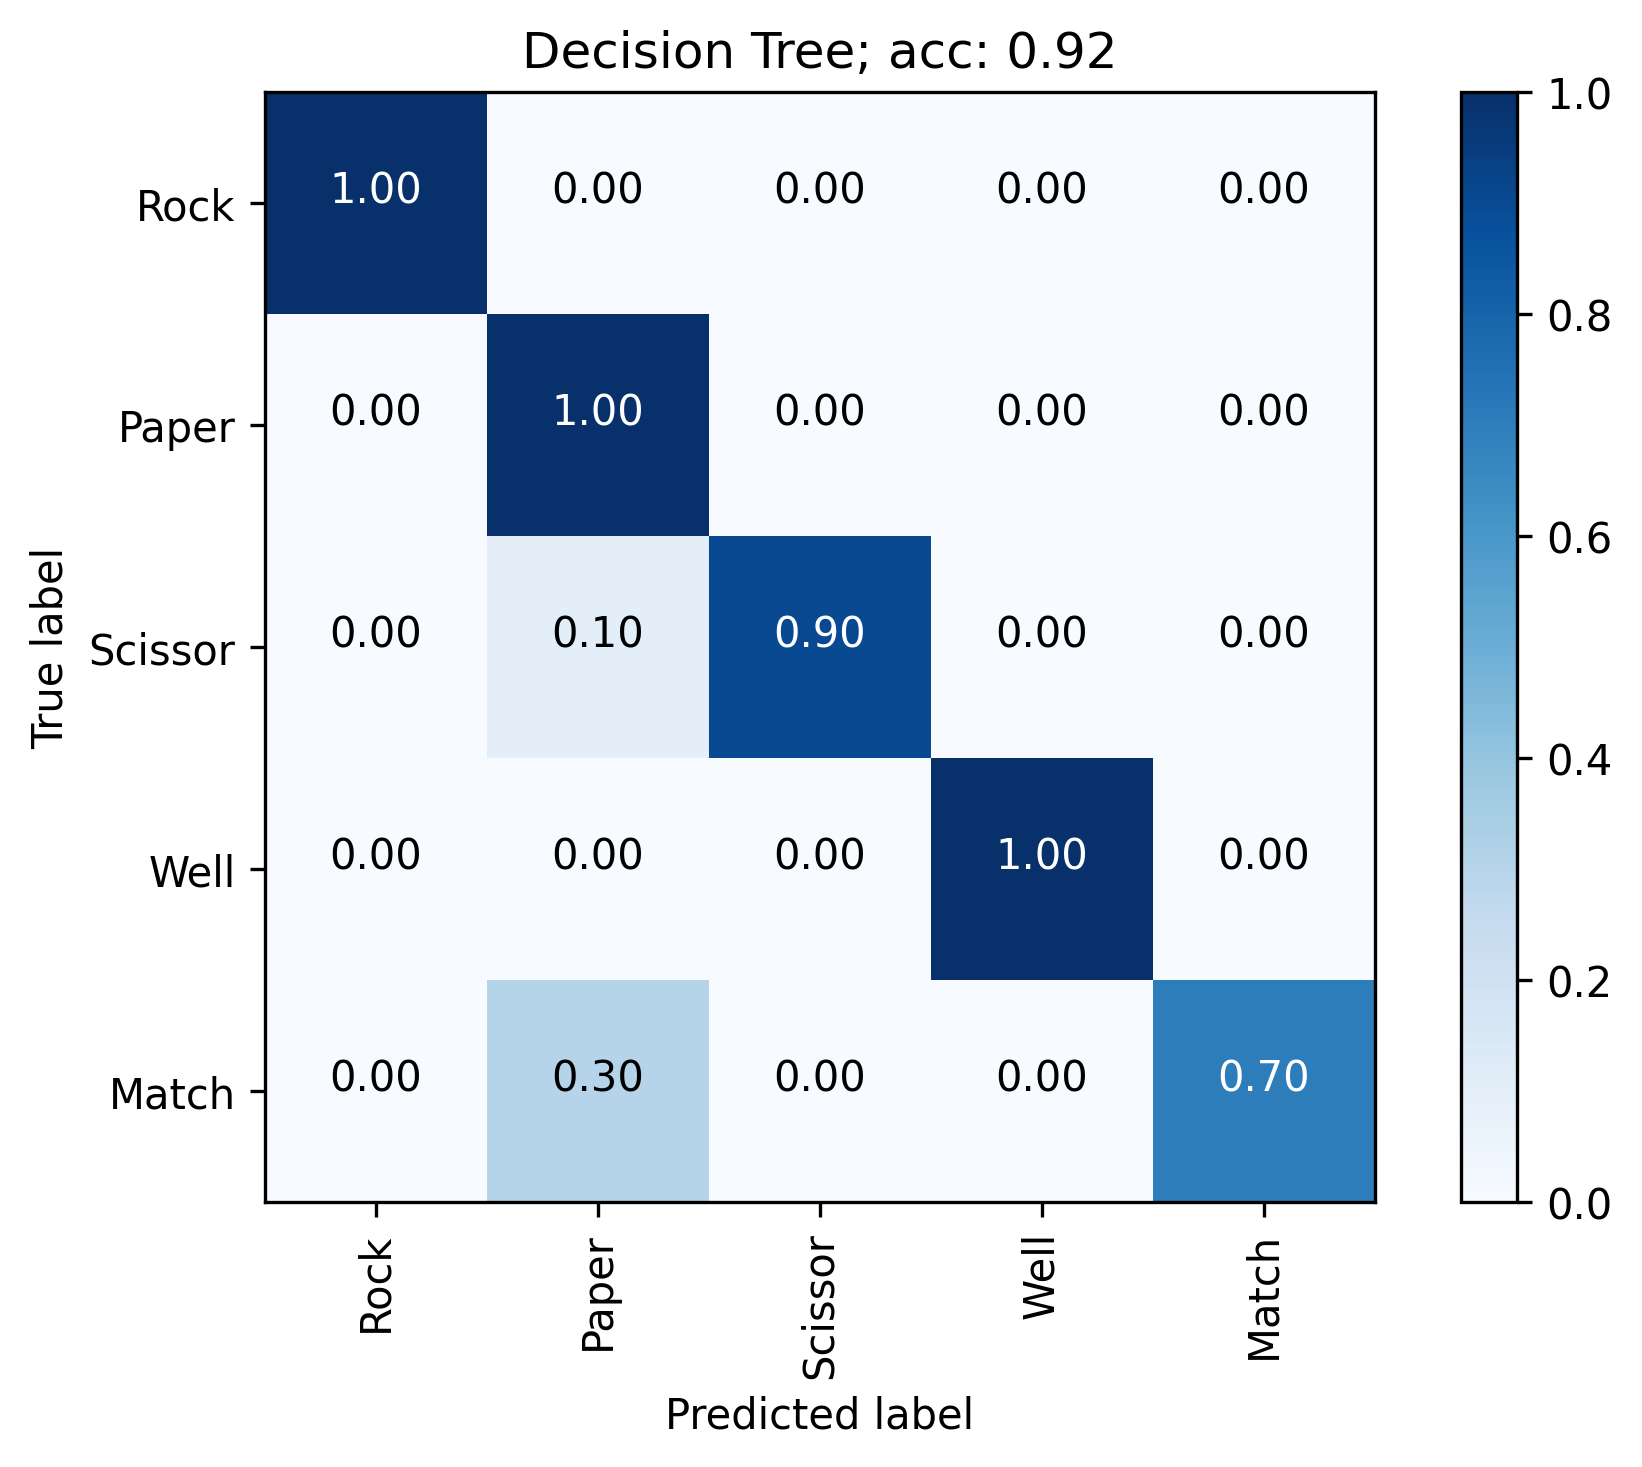 Decision Tree; acc: 0.92
Rock 1.00 0.00 0.00 0.00 0.00
Paper 0.00 1.00 0.00 0.00 0.00
Scissor 0.00 0.10 0.90 0.00 0.00
Well 0.00 0.00 0.00 1.00 0.00
Match 0.00 0.30 0.00 0.00 0.70
Rock Paper Scissor Well Match
Predicted label
True label
1.0
0.8
0.6
0.4
0.2
0.0